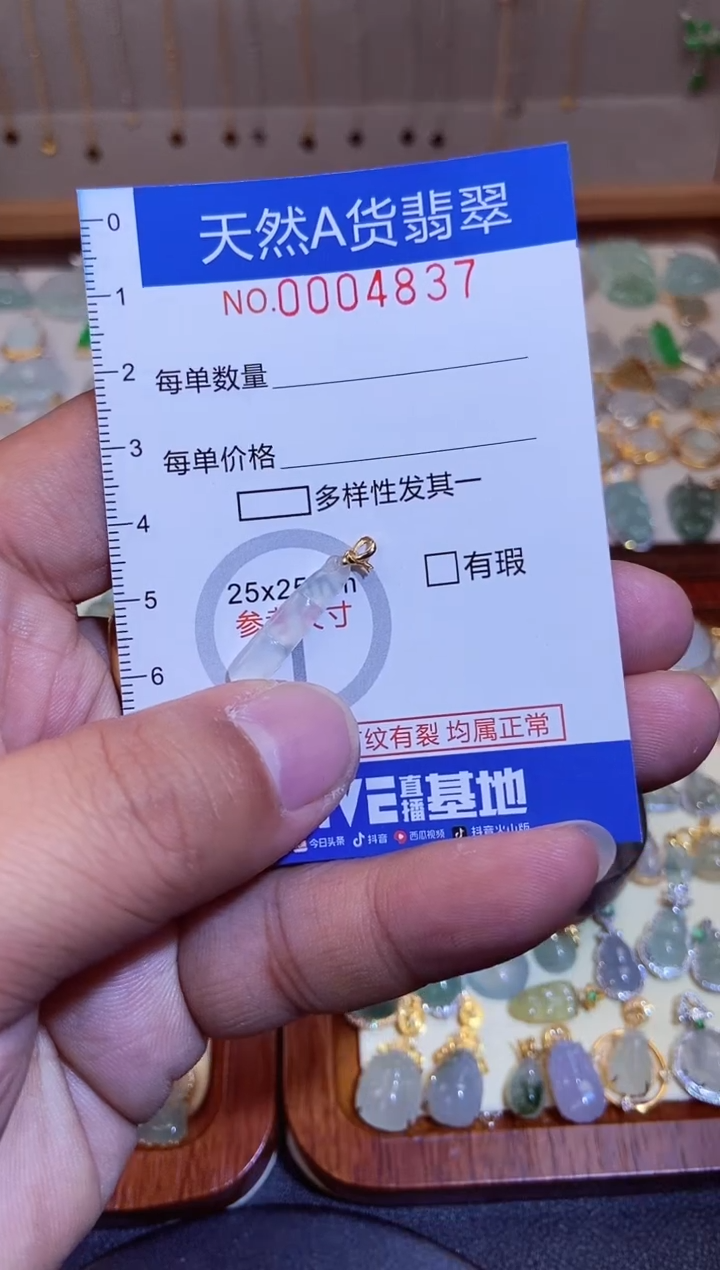 天然A货翡翠
NO.0004837
0
1
2
3
4
5
6
每单数量
每单价格
多样性发其一
25x25
有瑕
参 寸
纹有裂 均属正常
VE直播基地
今日头条 抖音 西瓜视频 抖音火山版